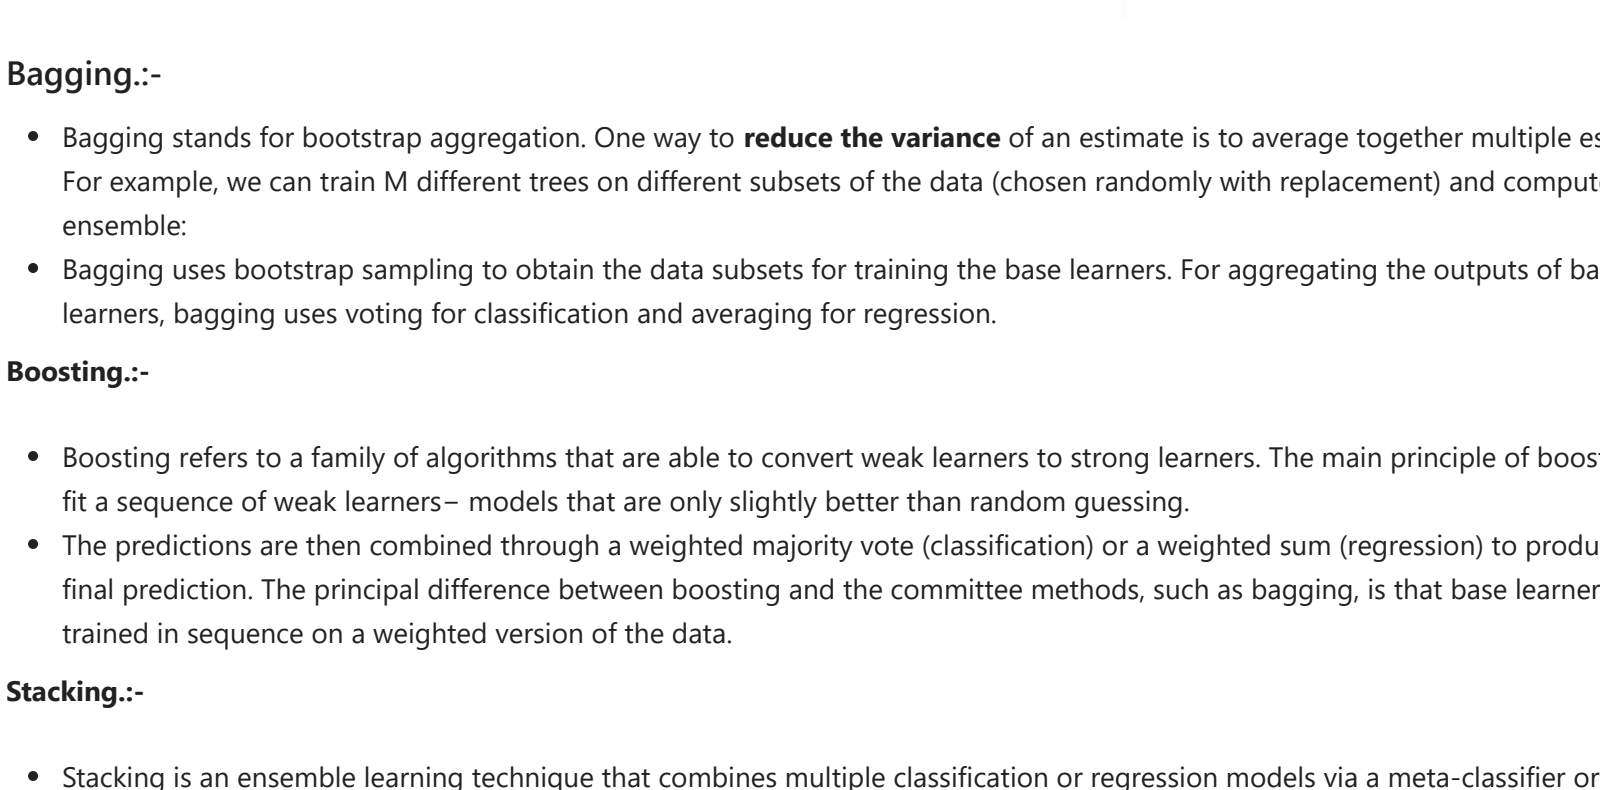 Bagging.:-
• Bagging stands for bootstrap aggregation. One way to reduce the variance of an estimate is to average together multiple
For example, we can train M different trees on different subsets of the data (chosen randomly with replacement) and
ensemble:
• Bagging uses bootstrap sampling to obtain the data subsets for training the base learners. For aggregating the outputs of
learners, bagging uses voting for classification and averaging for regression.
Boosting.:-
• Boosting refers to a family of algorithms that are able to convert weak learners to strong learners. The main principle of
fit a sequence of weak learners– models that are only slightly better than random guessing.
• The predictions are then combined through a weighted majority vote (classification) or a weighted sum (regression) to
final prediction. The principal difference between boosting and the committee methods, such as bagging, is that base
trained in sequence on a weighted version of the data.
Stacking.:-
• Stacking is an ensemble learning technique that combines multiple classification or regression models via a meta-classifier or